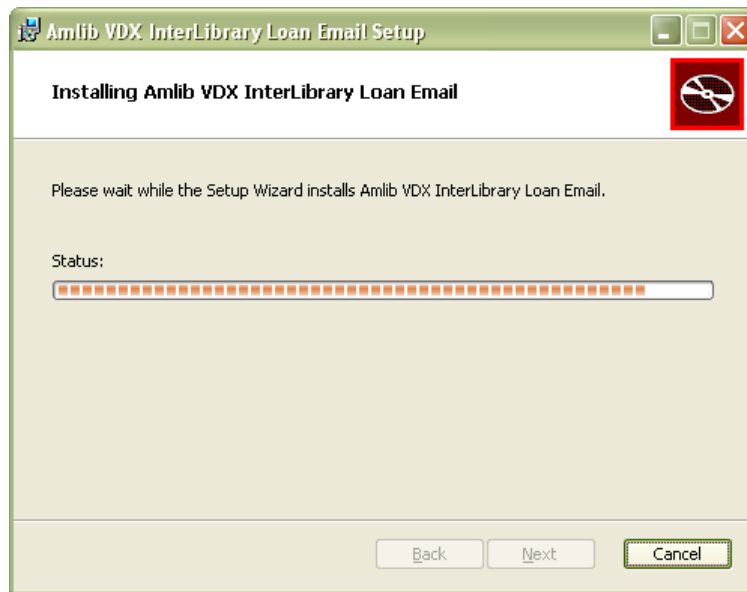 Amlib VDX InterLibrary Loan Email Setup
Installing Amlib VDX InterLibrary Loan Email
Please wait while the Setup Wizard installs Amlib VDX InterLibrary Loan Email.
Status:
Back Next Cancel